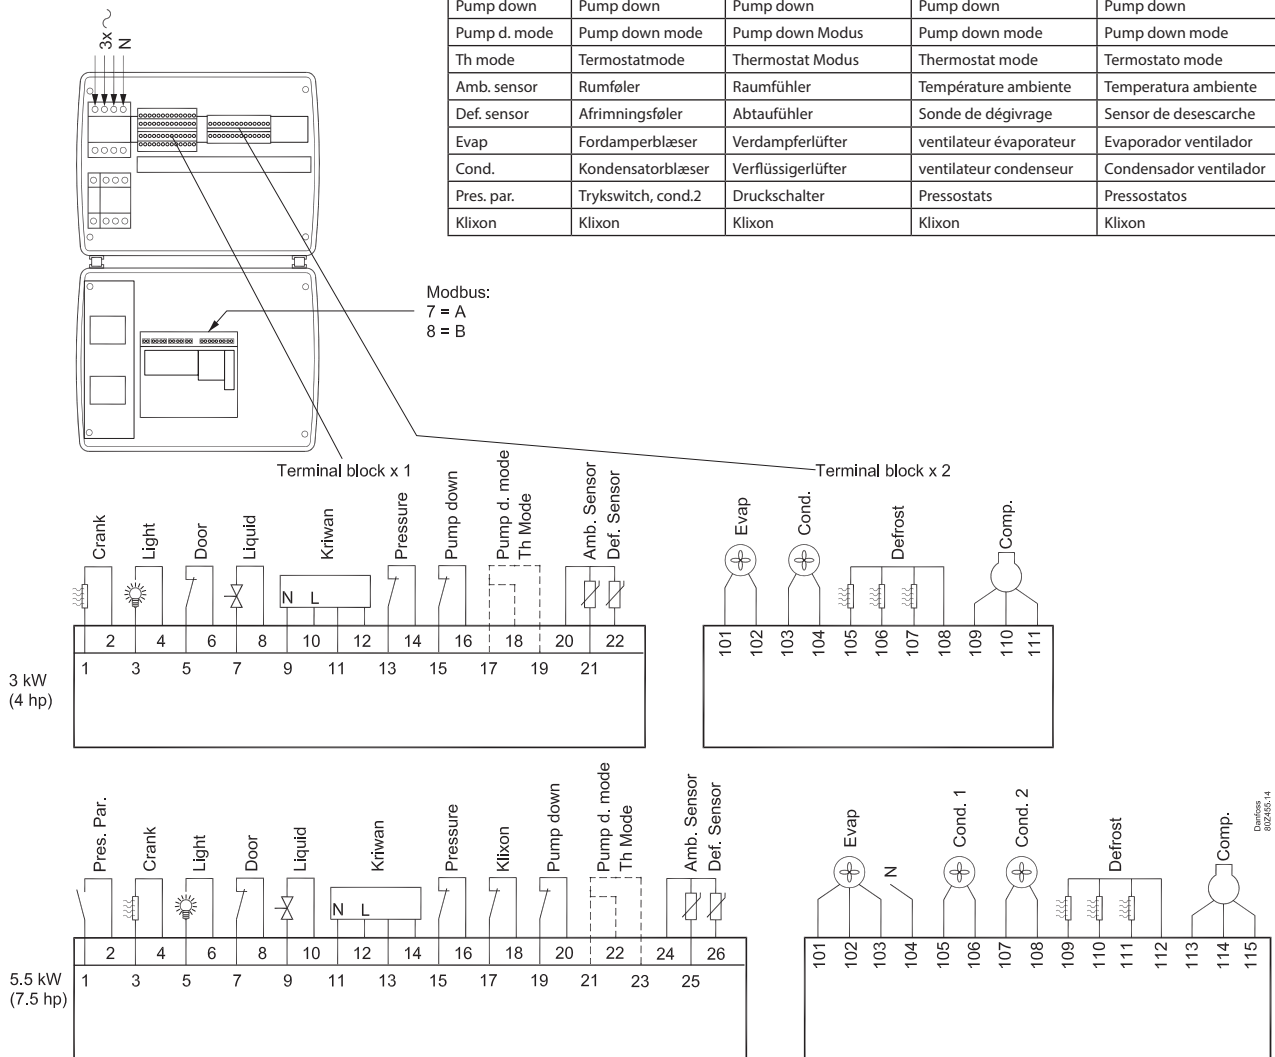 Pump down Pump down Pump down Pump down Pump down
Pump d. mode Pump down mode Pump down Modus Pump down mode Pump down mode
Th mode Termostatmode Thermostat Modus Thermostat mode Termostato mode
Amb. sensor Rumføler Raumfühler Température ambiente Temperatura ambiente
Def. sensor Afrimningsføler Abtaufühler Sonde de dégivrage Sensor de desescarche
Evap Fordamperblæser Verdampferlüfter ventilateur évaporateur Evaporador ventilador
Cond. Kondensatorblæser Verflüssigerlüfter ventilateur condenseur Condensador ventilador
Pres. par. Trykswitch, cond.2 Druckschalter Pressostats Pressostatos
Klixon Klixon Klixon Klixon Klixon
3x ~
N
Modbus:
7 = A
8 = B
Terminal block x 1
Terminal block x 2
Crank
Light
Door
Liquid
Kriwan
Pressure
Pump down
Pump d. mode
Th Mode
Amb. Sensor
Def. Sensor
N L
2 4 6 8 10 12 14 16 18 20 22
1 3 5 7 9 11 13 15 17 19 21
3 kW
(4 hp)
Evap
Cond.
Defrost
Comp.
101 102 103 104 105 106 107 108 109 110 111
Pres. Par.
Crank
Light
Door
Liquid
Kriwan
Pressure
Klixon
Pump down
Pump d. mode
Th Mode
Amb. Sensor
Def. Sensor
N L
2 4 6 8 10 12 14 16 18 20 22 24 26
1 3 5 7 9 11 13 15 17 19 21 23 25
5.5 kW
(7.5 hp)
Evap
N
Cond. 1
Cond. 2
Defrost
Comp.
101 102 103 104 105 106 107 108 109 110 111 112 113 114 115
Danfoss
80Z455.14